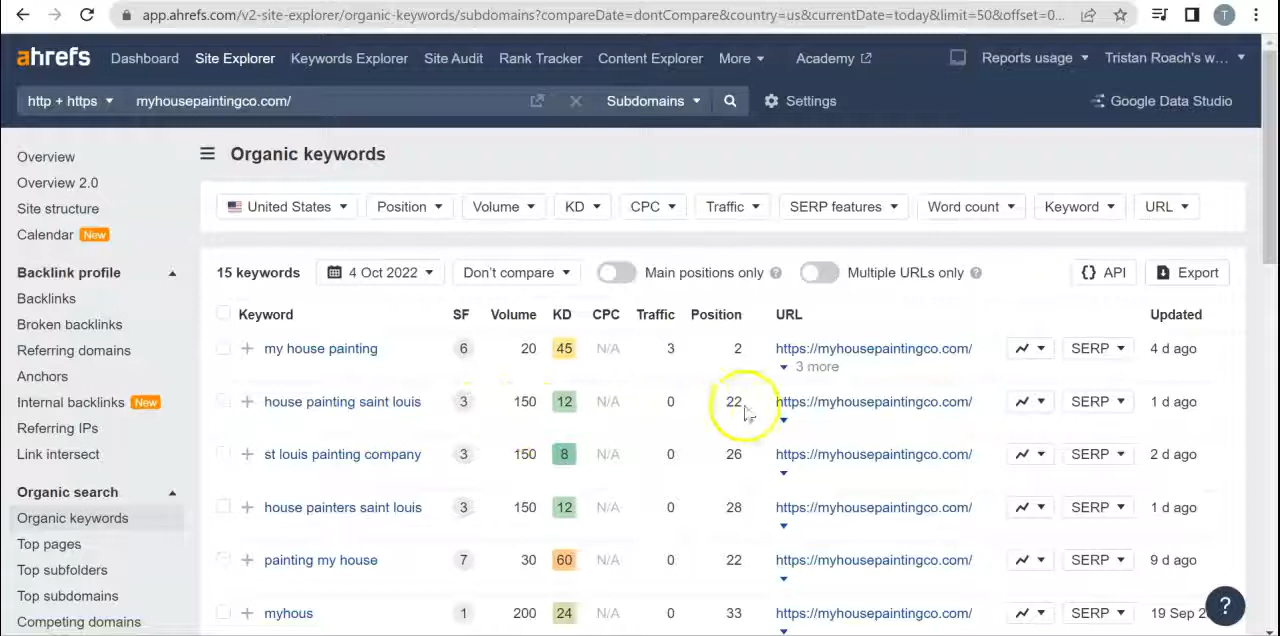 app.ahrefs.com/v2-site-explorer/organic-keywords/subdomains?compareDate=dontCompare&country=us&currentDate=today&limit=50&offset=0...
T
ahrefs Dashboard Site Explorer Keywords Explorer Site Audit Rank Tracker Content Explorer More Academy Reports usage Tristan Roach's w...
http + https myhousepaintingco.com/ Subdomains Settings Google Data Studio
Overview
Overview 2.0
Site structure
Calendar New
Backlink profile
Backlinks
Broken backlinks
Referring domains
Anchors
Internal backlinks New
Referring IPs
Link intersect
Organic search
Organic keywords
Top pages
Top subfolders
Top subdomains
Competing domains
Organic keywords
United States Position Volume KD CPC Traffic SERP features Word count Keyword URL
15 keywords 4 Oct 2022 Don't compare Main positions only ? Multiple URLs only ? {} API Export
Keyword SF Volume KD CPC Traffic Position URL Updated
my house painting 6 20 45 N/A 3 2 https://myhousepaintingco.com/ SERP 4 d ago
3 more
house painting saint louis 3 150 12 N/A 0 22 https://myhousepaintingco.com/ SERP 1 d ago
st louis painting company 3 150 8 N/A 0 26 https://myhousepaintingco.com/ SERP 2 d ago
house painters saint louis 3 150 12 N/A 0 28 https://myhousepaintingco.com/ SERP 1 d ago
painting my house 7 30 60 N/A 0 22 https://myhousepaintingco.com/ SERP 9 d ago
myhous 1 200 24 N/A 0 33 https://myhousepaintingco.com/ SERP 19 Sep 2
?